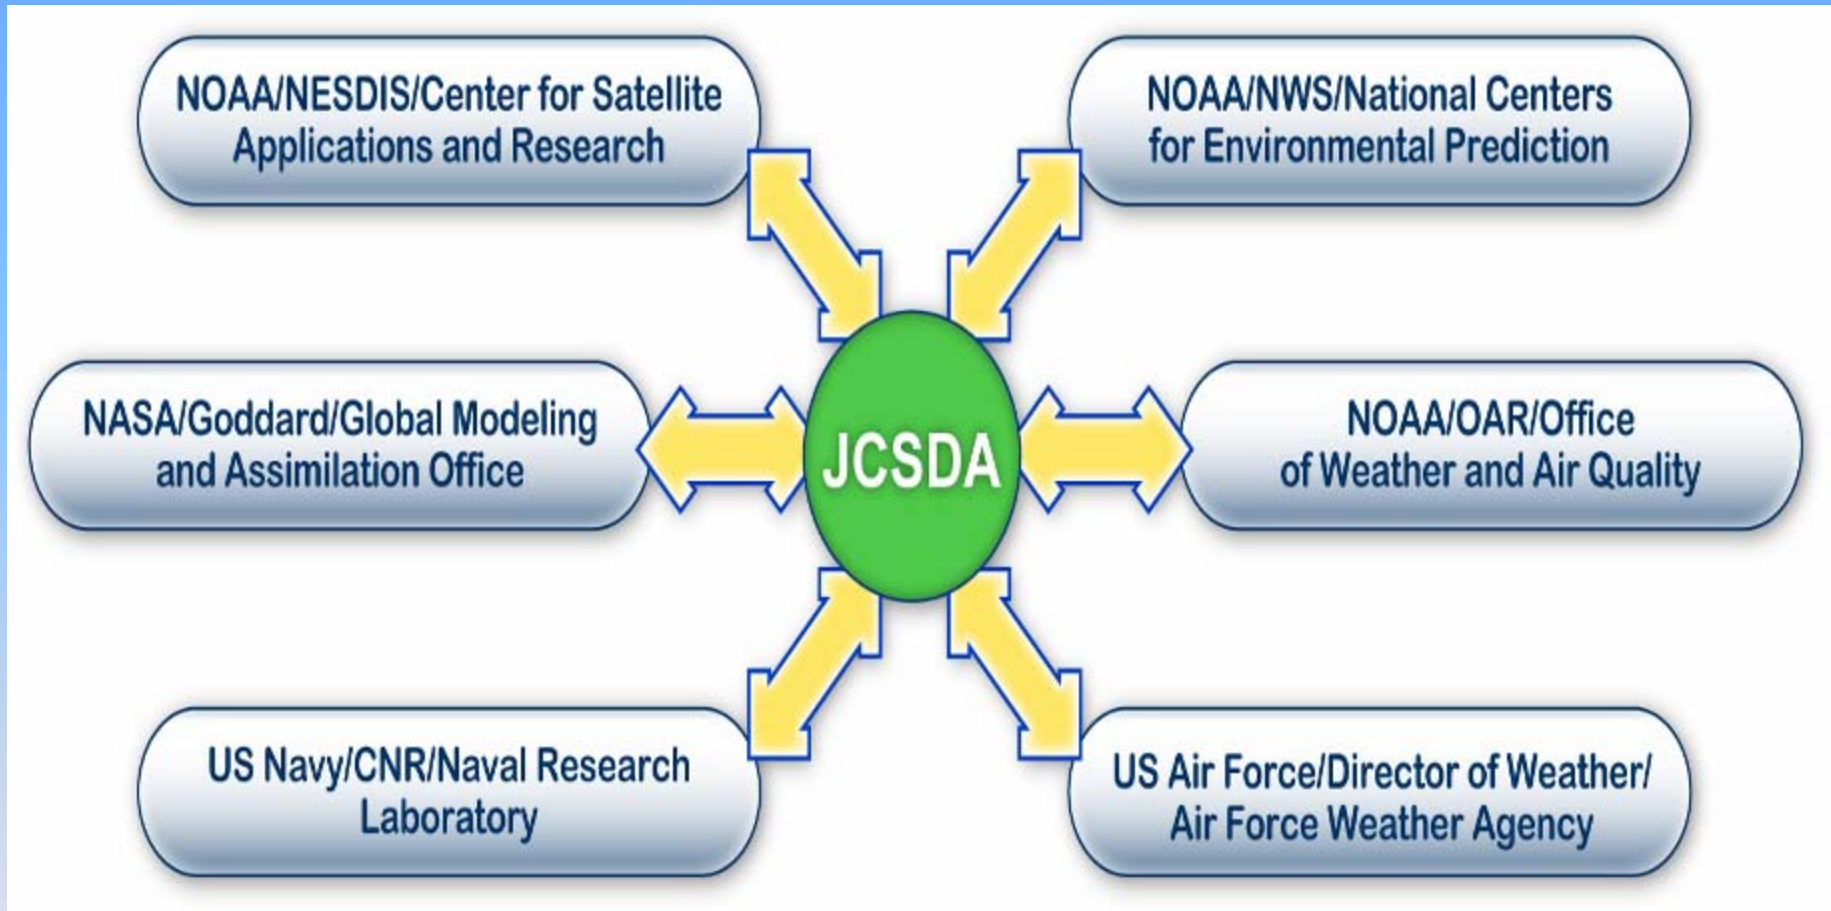 NOAA/NESDIS/Center for Satellite
Applications and Research
NOAA/NWS/National Centers
for Environmental Prediction
NASA/Goddard/Global Modeling
and Assimilation Office
JCSDA
NOAA/OAR/Office
of Weather and Air Quality
US Navy/CNR/Naval Research
Laboratory
US Air Force/Director of Weather/
Air Force Weather Agency